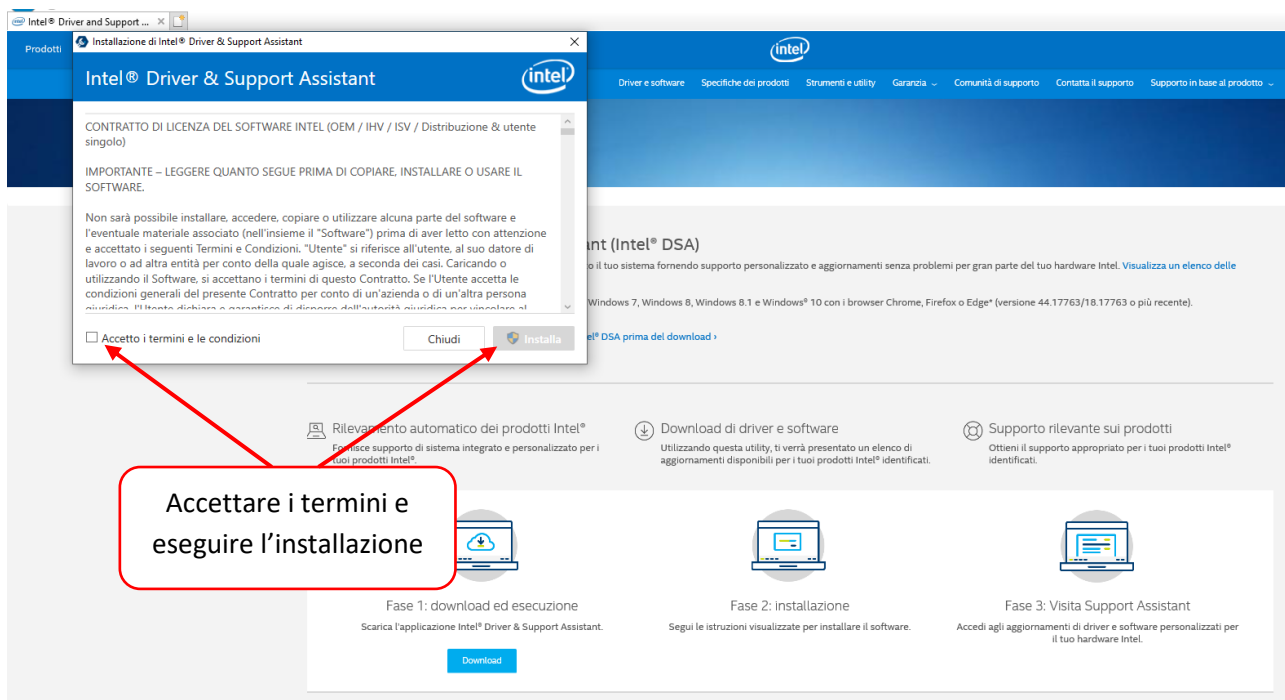 Intel® Driver and Support ...
Prodotti
Installazione di Intel® Driver & Support Assistant
Intel® Driver & Support Assistant
intel
CONTRATTO DI LICENZA DEL SOFTWARE INTEL (OEM / IHV / ISV / Distribuzione & utente
singolo)
IMPORTANTE – LEGGERE QUANTO SEGUE PRIMA DI COPIARE, INSTALLARE O USARE IL
SOFTWARE.
Non sarà possibile installare, accedere, copiare o utilizzare alcuna parte del software e
l'eventuale materiale associato (nell'insieme il "Software") prima di aver letto con attenzione
e accettato i seguenti Termini e Condizioni. "Utente" si riferisce all'utente, al suo datore di
lavoro o ad altra entità per conto della quale agisce, a seconda dei casi. Caricando o
utilizzando il Software, si accettano i termini di questo Contratto. Se l'Utente accetta le
condizioni generali del presente Contratto per conto di un'azienda o di un'altra persona
giuridica, l'Utente dichiara e garantisce di disporre dell'autorità giuridica per vincolare al
Accetto i termini e le condizioni
Chiudi
Installa
intel
Driver e software Specifiche dei prodotti Strumenti e utility Garanzia Comunità di supporto Contatta il supporto Supporto in base al prodotto
ant (Intel® DSA)
o il tuo sistema fornendo supporto personalizzato e aggiornamenti senza problemi per gran parte del tuo hardware Intel. Visualizza un elenco delle
Windows 7, Windows 8, Windows 8.1 e Windows® 10 con i browser Chrome, Firefox o Edge* (versione 44.17763/18.17763 o più recente).
el® DSA prima del download ›
Rilevamento automatico dei prodotti Intel®
Fornisce supporto di sistema integrato e personalizzato per i
tuoi prodotti Intel®.
Download di driver e software
Utilizzando questa utility, ti verrà presentato un elenco di
aggiornamenti disponibili per i tuoi prodotti Intel® identificati.
Supporto rilevante sui prodotti
Ottieni il supporto appropriato per i tuoi prodotti Intel®
identificati.
Accettare i termini e
eseguire l’installazione
Fase 1: download ed esecuzione
Scarica l'applicazione Intel® Driver & Support Assistant.
Download
Fase 2: installazione
Segui le istruzioni visualizzate per installare il software.
Fase 3: Visita Support Assistant
Accedi agli aggiornamenti di driver e software personalizzati per
il tuo hardware Intel.